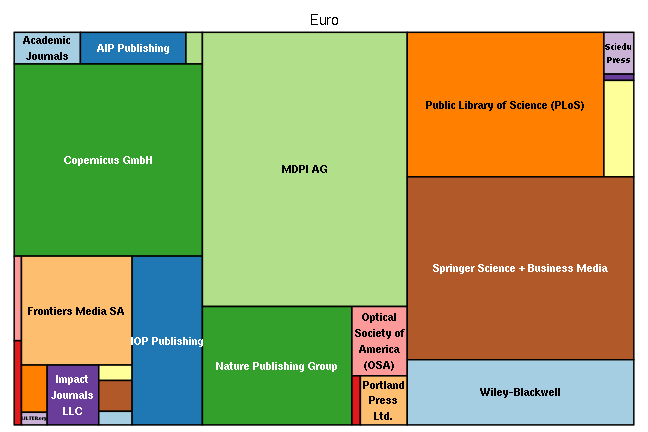 Euro
Academic
Journals
AIP Publishing
Copernicus GmbH
MDPI AG
Public Library of Science (PLoS)
Sciedu
Press
Springer Science + Business Media
Frontiers Media SA
IOP Publishing
Impact
Journals
LLC
Nature Publishing Group
Optical
Society of
America
(OSA)
Portland
Press
Ltd.
Wiley-Blackwell